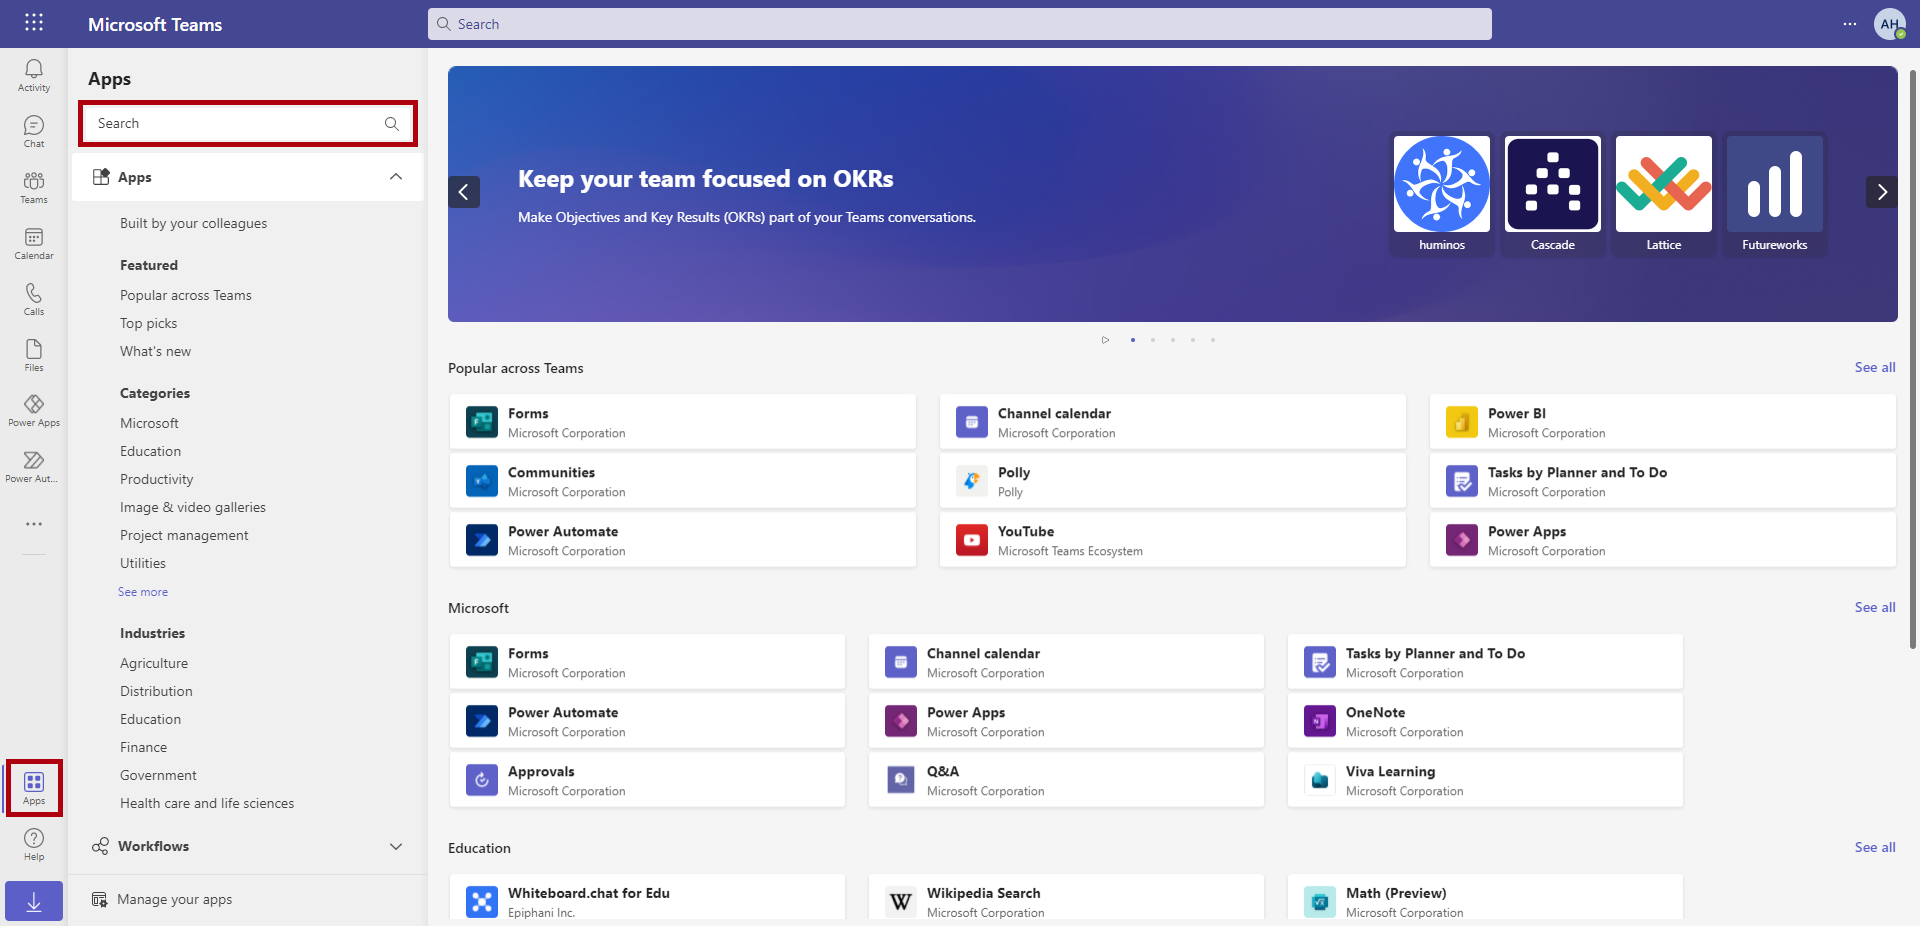 Microsoft Teams
Search
AH
Activity
Chat
Teams
Calendar
Calls
Files
Power Apps
Power Aut...
Apps
Help
Apps
Search
Apps
Built by your colleagues
Featured
Popular across Teams
Top picks
What's new
Categories
Microsoft
Education
Productivity
Image & video galleries
Project management
Utilities
See more
Industries
Agriculture
Distribution
Education
Finance
Government
Health care and life sciences
Workflows
Manage your apps
Keep your team focused on OKRs
Make Objectives and Key Results (OKRs) part of your Teams conversations.
huminos
Cascade
Lattice
Futureworks
Popular across Teams
See all
Forms
Microsoft Corporation
Channel calendar
Microsoft Corporation
Power BI
Microsoft Corporation
Communities
Microsoft Corporation
Polly
Polly
Tasks by Planner and To Do
Microsoft Corporation
Power Automate
Microsoft Corporation
YouTube
Microsoft Teams Ecosystem
Power Apps
Microsoft Corporation
Microsoft
See all
Forms
Microsoft Corporation
Channel calendar
Microsoft Corporation
Tasks by Planner and To Do
Microsoft Corporation
Power Automate
Microsoft Corporation
Power Apps
Microsoft Corporation
OneNote
Microsoft Corporation
Approvals
Microsoft Corporation
Q&A
Microsoft Corporation
Viva Learning
Microsoft Corporation
Education
See all
Whiteboard.chat for Edu
Epiphani Inc.
W
Wikipedia Search
Microsoft Corporation
Math (Preview)
Microsoft Corporation